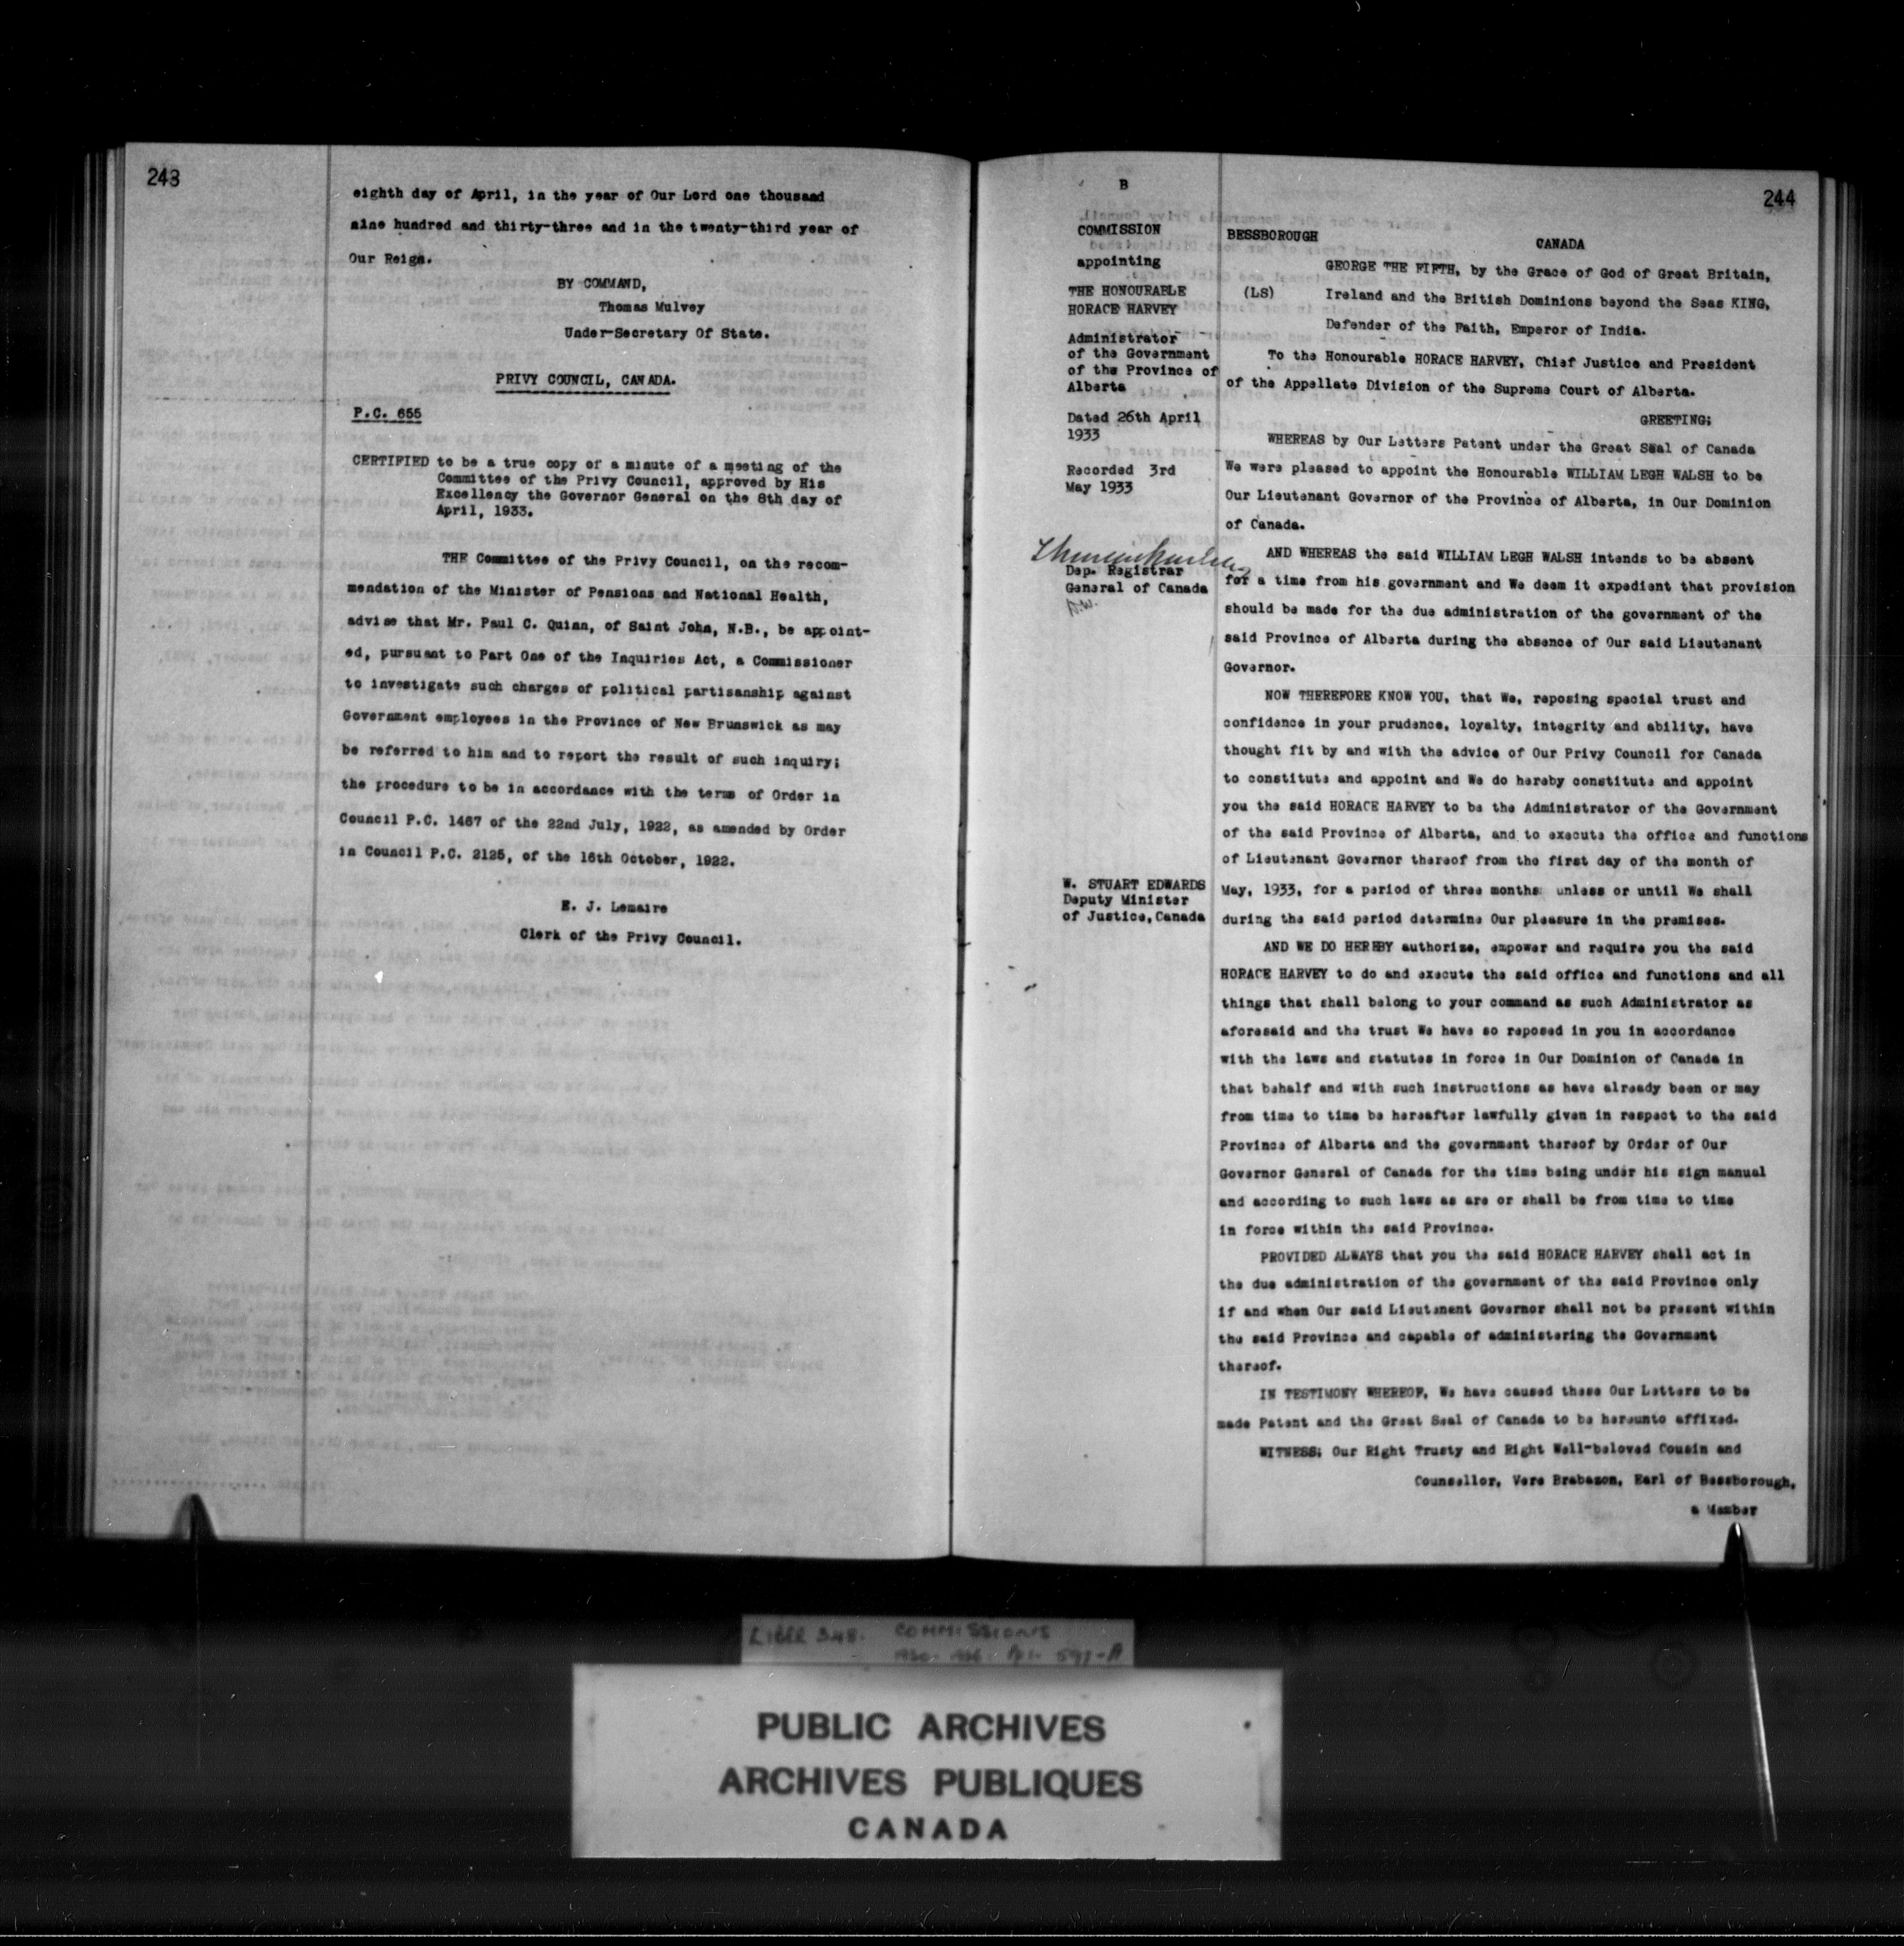 243
eighth day of April, in the year of Our Lord one thousand
nine hundred and thirty-three and in the twenty-third year of
Our Reign.
BY COMMAND,
Thomas Mulvey
Under-Secretary Of State.
PRIVY COUNCIL, CANADA.
P.C. 655
CERTIFIED to be a true copy of a minute of a meeting of the
Committee of the Privy Council, approved by His
Excellency the Governor General on the 8th day of
April, 1933.
THE Committee of the Privy Council, on the recom-
mendation of the Minister of Pensions and National Health,
advise that Mr. Paul C. Quinn, of Saint John, N.B., be appoint-
ed, pursuant to Part One of the Inquiries Act, a Commissioner
to investigate such charges of political partisanship against
Government employees in the Province of New Brunswick as may
be referred to him and to report the result of such inquiry;
the procedure to be in accordance with the terms of Order in
Council P.C. 1467 of the 22nd July, 1922, as amended by Order
in Council P.C. 2125, of the 16th October, 1922.
E. J. Lemaire
Clerk of the Privy Council.
244
B
COMMISSION
appointing
THE HONOURABLE
HORACE HARVEY
Administrator
of the Government
of the Province of
Alberta
Dated 26th April
1933
Recorded 3rd
May 1933
Dep. Registrar
General of Canada
W. STUART EDWARDS
Deputy Minister
of Justice, Canada
BESSBOROUGH
CANADA
(LS)
GEORGE THE FIFTH, by the Grace of God of Great Britain,
Ireland and the British Dominions beyond the Seas KING,
Defender of the Faith, Emperor of India.
To the Honourable HORACE HARVEY, Chief Justice and President
of the Appellate Division of the Supreme Court of Alberta.
GREETING:
WHEREAS by Our Letters Patent under the Great Seal of Canada
We were pleased to appoint the Honourable WILLIAM LEGH WALSH to be
Our Lieutenant Governor of the Province of Alberta, in Our Dominion
of Canada.
AND WHEREAS the said WILLIAM LEGH WALSH intends to be absent
for a time from his government and We deem it expedient that provision
should be made for the due administration of the government of the
said Province of Alberta during the absence of Our said Lieutenant
Governor.
NOW THEREFORE KNOW YOU, that We, reposing special trust and
confidence in your prudence, loyalty, integrity and ability, have
thought fit by and with the advice of Our Privy Council for Canada
to constitute and appoint and We do hereby constitute and appoint
you the said HORACE HARVEY to be the Administrator of the Government
of the said Province of Alberta, and to execute the office and functions
of Lieutenant Governor thereof from the first day of the month of
May, 1933, for a period of three months unless or until We shall
during the said period determine Our pleasure in the premises.
AND WE DO HEREBY authorize, empower and require you the said
HORACE HARVEY to do and execute the said office and functions and all
things that shall belong to your command as such Administrator as
aforesaid and the trust We have so reposed in you in accordance
with the laws and statutes in force in Our Dominion of Canada in
that behalf and with such instructions as have already been or may
from time to time be hereafter lawfully given in respect to the said
Province of Alberta and the government thereof by Order of Our
Governor General of Canada for the time being under his sign manual
and according to such laws as are or shall be from time to time
in force within the said Province.
PROVIDED ALWAYS that you the said HORACE HARVEY shall act in
the due administration of the government of the said Province only
if and when Our said Lieutenant Governor shall not be present within
the said Province and capable of administering the Government
thereof.
IN TESTIMONY WHEREOF, We have caused these Our Letters to be
made Patent and the Great Seal of Canada to be hereunto affixed.
WITNESS: Our Right Trusty and Right Well-beloved Cousin and
Counsellor, Vere Brabazon, Earl of Bessborough,
a Member
LIBER 348. COMMISSIONS
PUBLIC ARCHIVES
ARCHIVES PUBLIQUES
CANADA